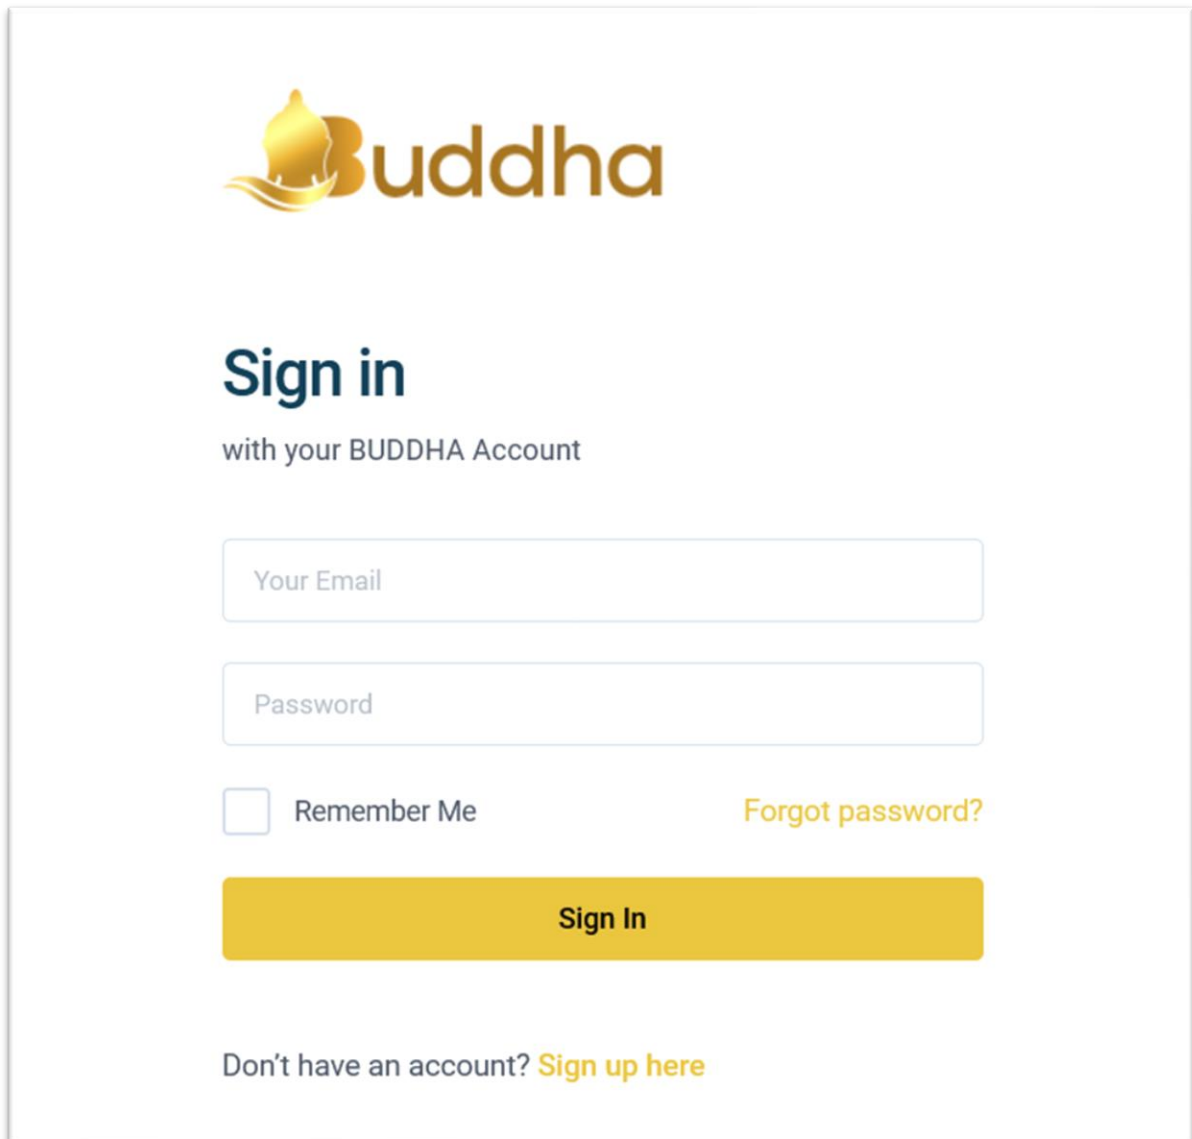 Buddha
Sign in
with your BUDDHA Account
Your Email
Password
Remember Me Forgot password?
Sign In
Don't have an account? Sign up here